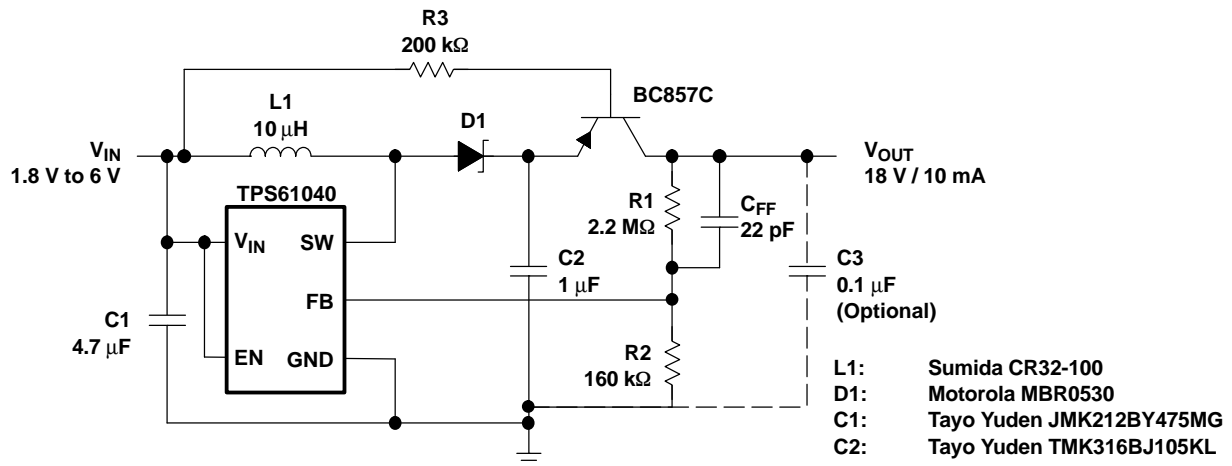 R3
200 kΩ
BC857C
L1
10 μH
D1
VIN
1.8 V to 6 V
VOUT
18 V / 10 mA
TPS61040
VIN
SW
FB
EN
GND
R1
2.2 MΩ
CFF
22 pF
C2
1 μF
C3
0.1 μF
(Optional)
C1
4.7 μF
R2
160 kΩ
L1: Sumida CR32-100
D1: Motorola MBR0530
C1: Tayo Yuden JMK212BY475MG
C2: Tayo Yuden TMK316BJ105KL